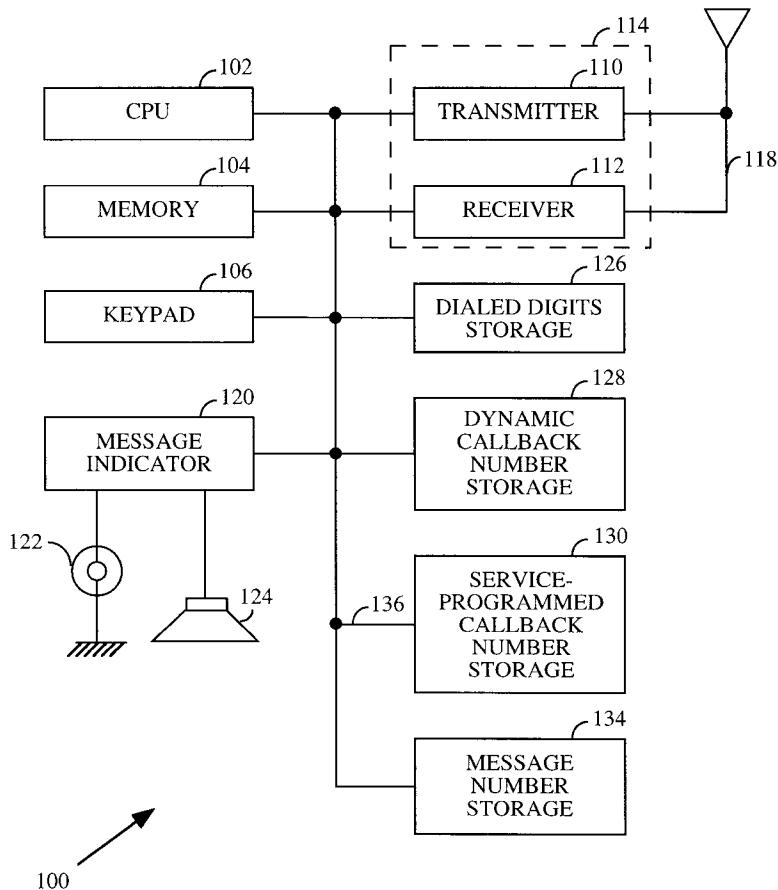 114
102
110
CPU
TRANSMITTER
104
112
118
MEMORY
RECEIVER
106
126
KEYPAD
DIALED DIGITS
STORAGE
120
128
MESSAGE
INDICATOR
DYNAMIC
CALLBACK
NUMBER
STORAGE
122
124
130
136
SERVICE-
PROGRAMMED
CALLBACK
NUMBER
STORAGE
134
MESSAGE
NUMBER
STORAGE
100